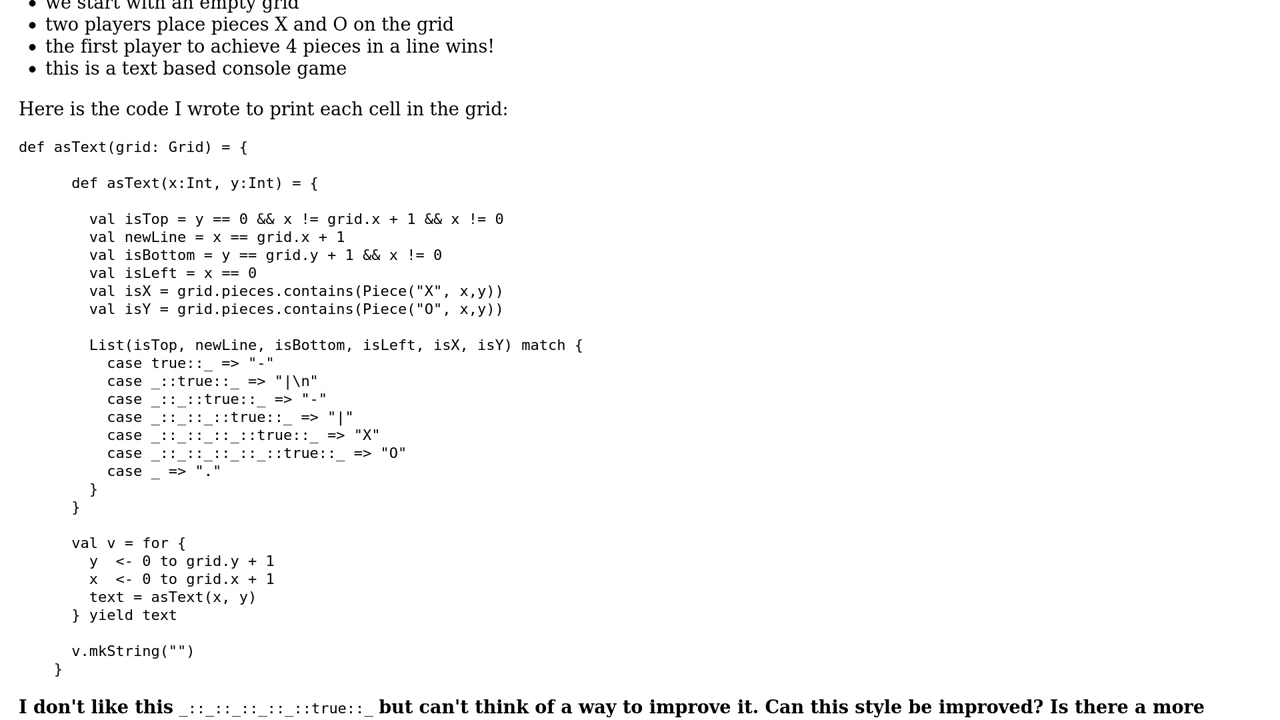 • we start with an empty grid
• two players place pieces X and O on the grid
• the first player to achieve 4 pieces in a line wins!
• this is a text based console game
Here is the code I wrote to print each cell in the grid:
def asText(grid: Grid) = {
def asText(x:Int, y:Int) = {
val isTop = y == 0 && x != grid.x + 1 && x != 0
val newLine = x == grid.x + 1
val isBottom = y == grid.y + 1 && x != 0
val isLeft = x == 0
val isX = grid.pieces.contains(Piece("X", x,y))
val isY = grid.pieces.contains(Piece("O", x,y))
List(isTop, newLine, isBottom, isLeft, isX, isY) match {
case true::_ => "-"
case _::true::_ => "|\n"
case _::_::true::_ => "-"
case _::_::_::true::_ => "|"
case _::_::_::_::true::_ => "X"
case _::_::_::_::_::true::_ => "O"
case _ => "."
}
}
val v = for {
y  <- 0 to grid.y + 1
x  <- 0 to grid.x + 1
text = asText(x, y)
} yield text
v.mkString("")
}
I don't like this _::_::_::_::_::true::_ but can't think of a way to improve it. Can this style be improved? Is there a more